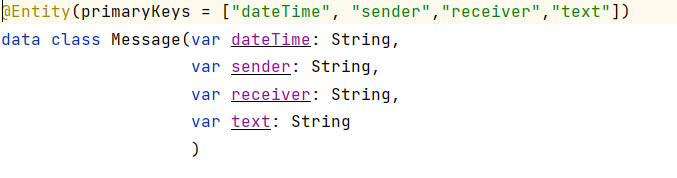 @Entity(primaryKeys = ["dateTime", "sender","receiver","text"])
data class Message(var dateTime: String,
var sender: String,
var receiver: String,
var text: String
)